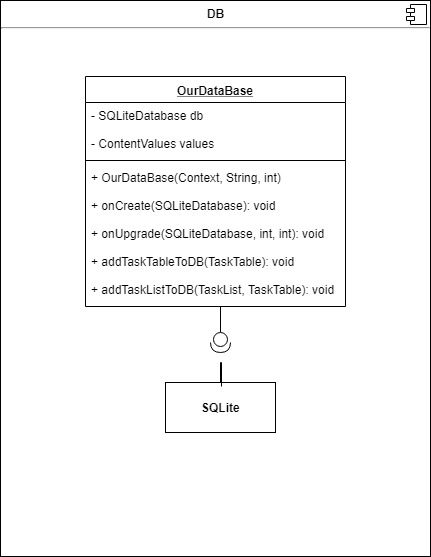 DB
OurDataBase
- SQLiteDatabase db
- ContentValues values
+ OurDataBase(Context, String, int)
+ onCreate(SQLiteDatabase): void
+ onUpgrade(SQLiteDatabase, int, int): void
+ addTaskTableToDB(TaskTable): void
+ addTaskListToDB(TaskList, TaskTable): void
SQLite